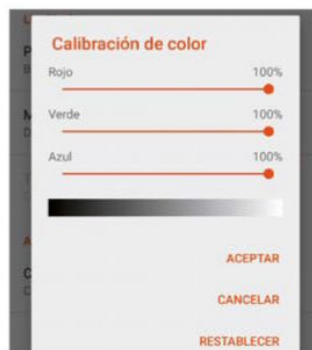 Calibración de color
Rojo 100%
Verde 100%
Azul 100%
ACEPTAR
CANCELAR
RESTABLECER